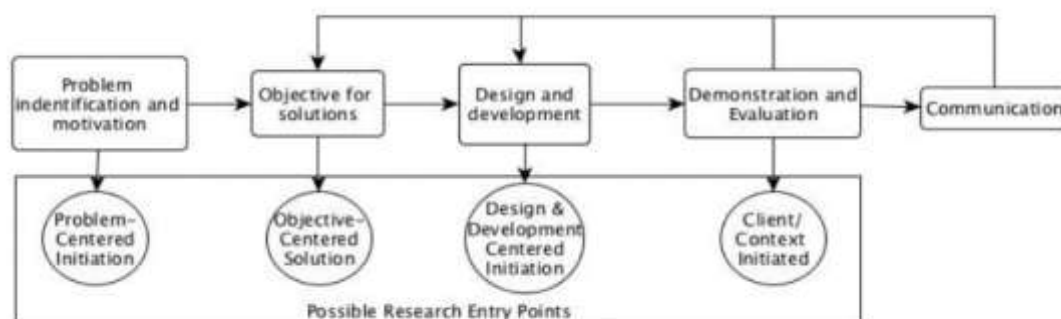 Problem
indentification and
motivation
Objective for
solutions
Design and
development
Demonstration and
Evaluation
Communication
Problem-
Centered
Initiation
Objective-
Centered
Solution
Design &
Development
Centered
Initiation
Client/
Context
Initiated
Possible Research Entry Points